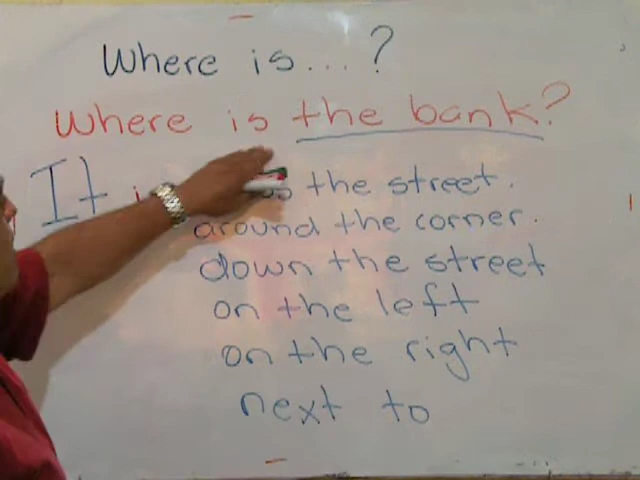 Where is...?
Where is the bank?
It the street.
around the corner.
down the street
on the left
on the right
next to